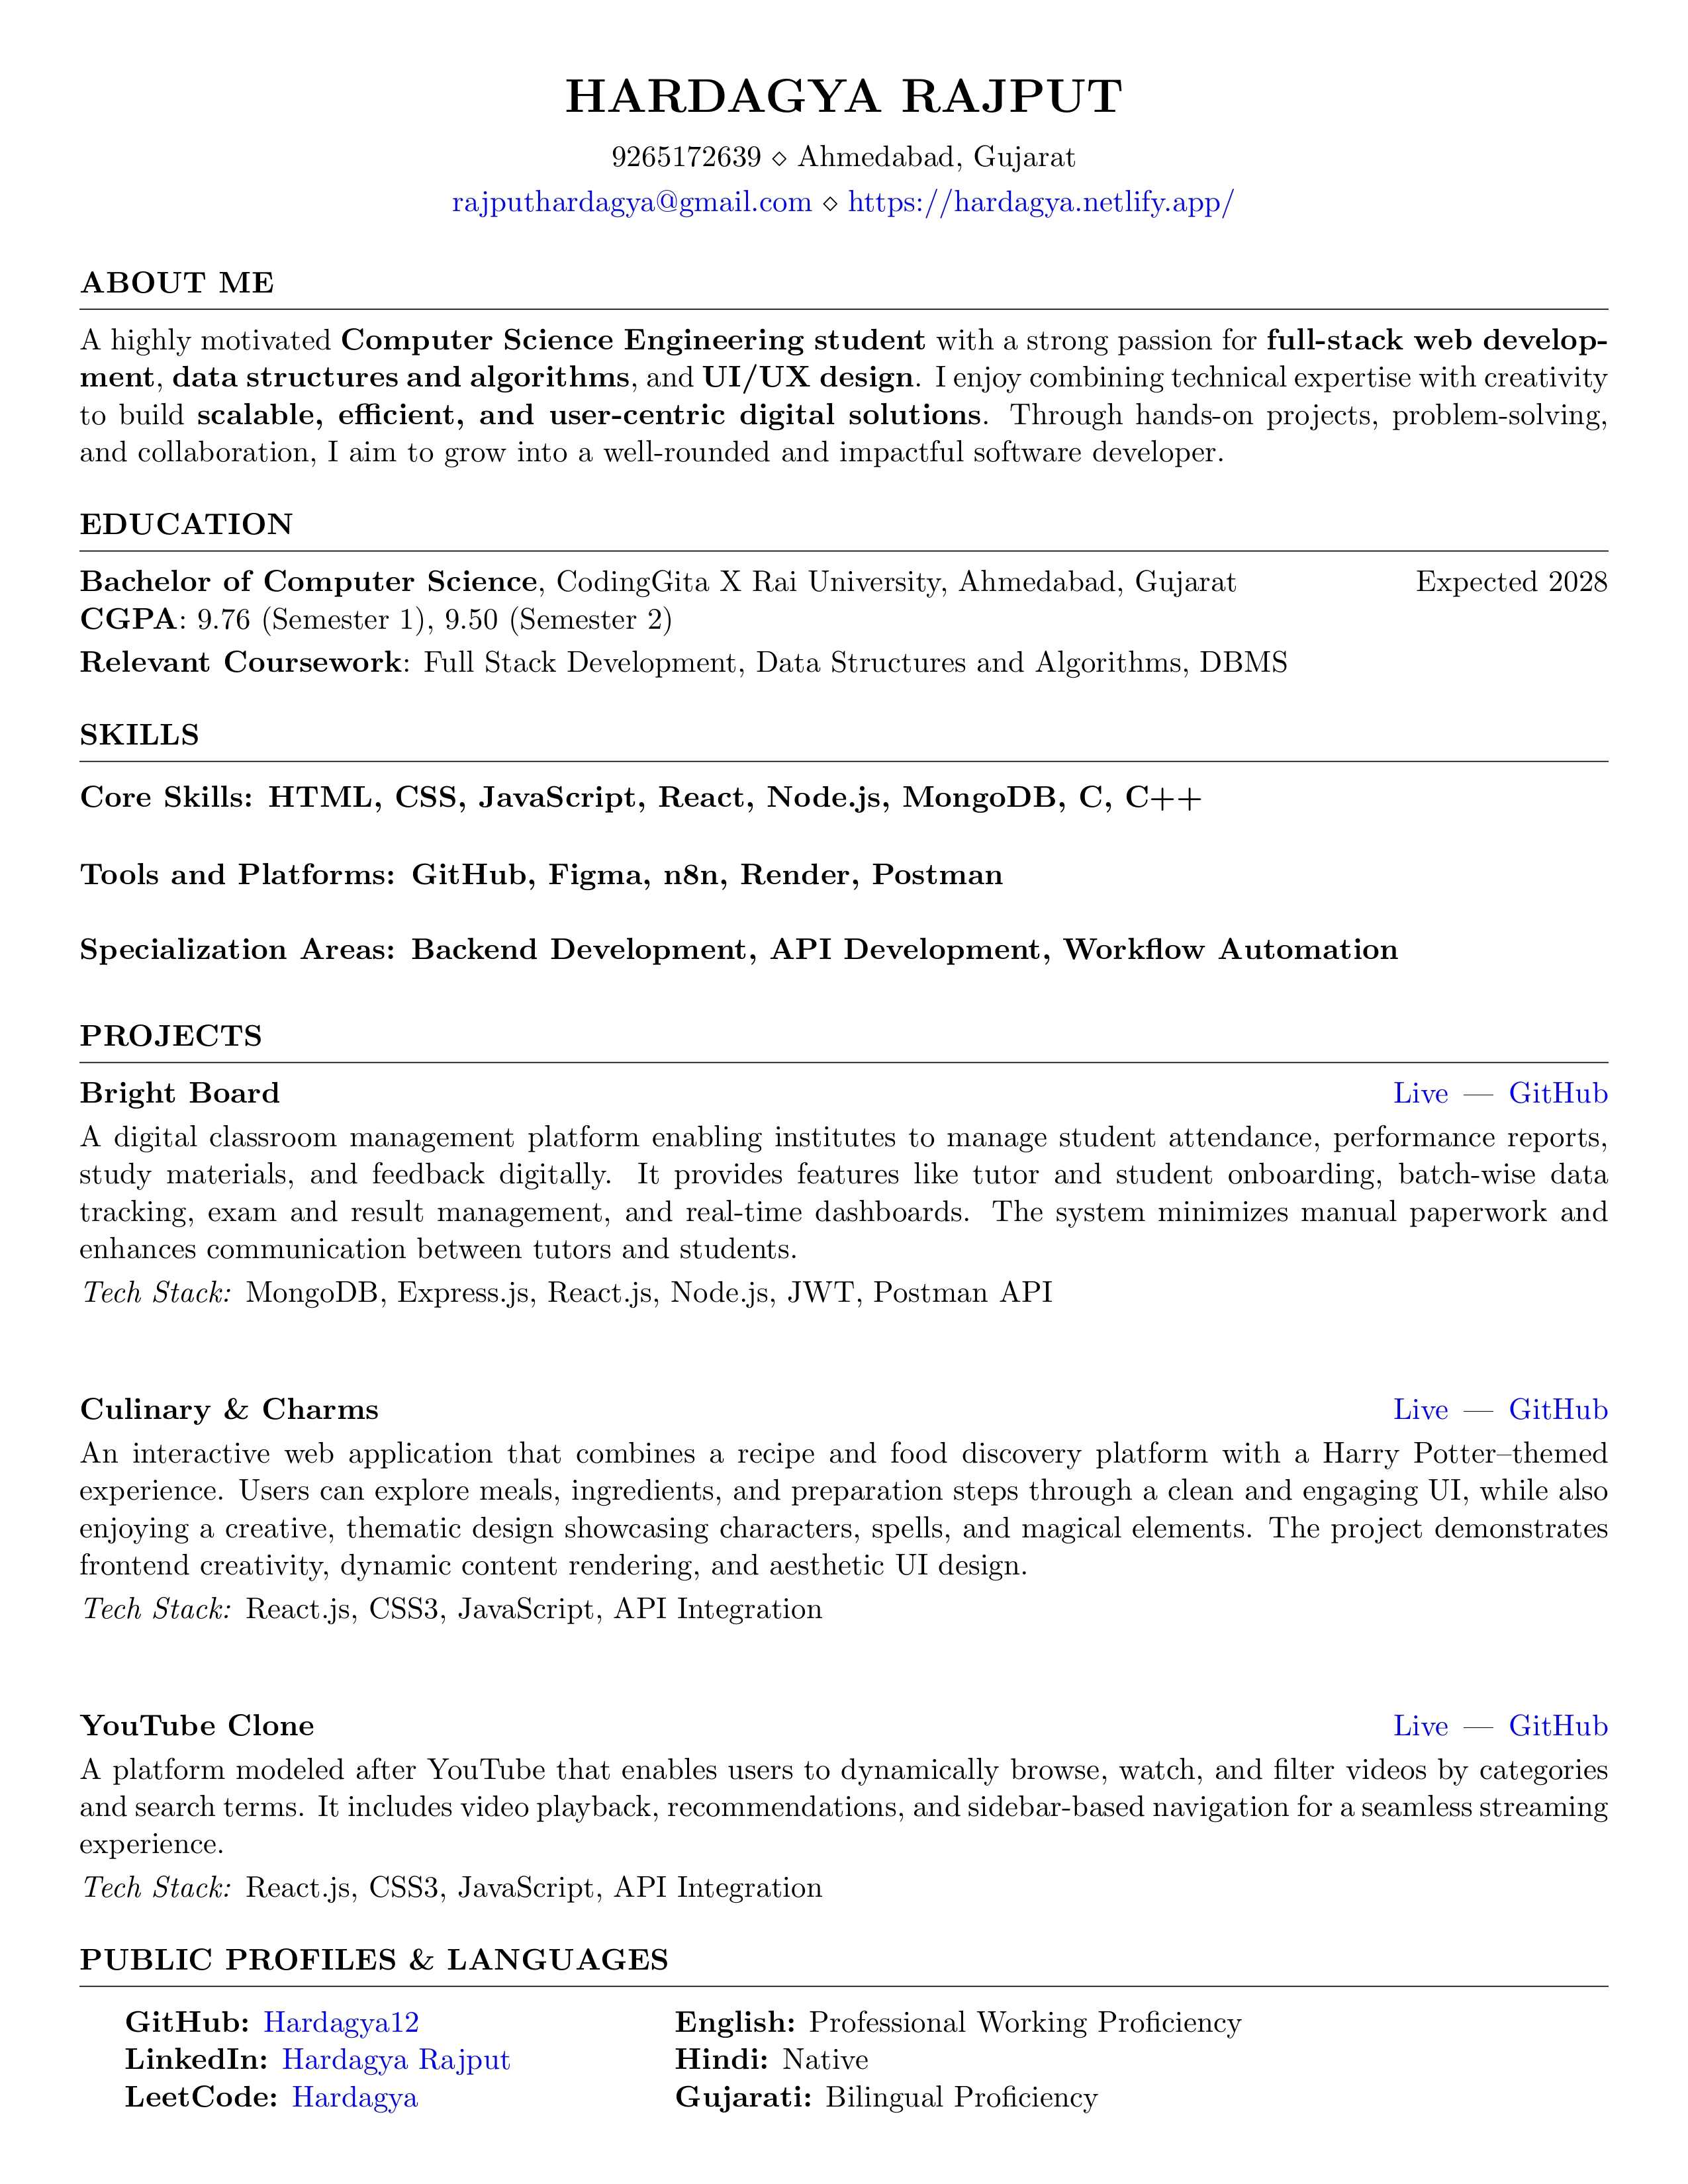 HARDAGYA RAJPUT
9265172639 ⋄ Ahmedabad, Gujarat
rajputhardagya@gmail.com ⋄ https://hardagya.netlify.app/
ABOUT ME
A highly motivated Computer Science Engineering student with a strong passion for full-stack web develop-
ment, data structures and algorithms, and UI/UX design. I enjoy combining technical expertise with creativity
to build scalable, efficient, and user-centric digital solutions. Through hands-on projects, problem-solving,
and collaboration, I aim to grow into a well-rounded and impactful software developer.
EDUCATION
Bachelor of Computer Science, CodingGita X Rai University, Ahmedabad, Gujarat Expected 2028
CGPA: 9.76 (Semester 1), 9.50 (Semester 2)
Relevant Coursework: Full Stack Development, Data Structures and Algorithms, DBMS
SKILLS
Core Skills: HTML, CSS, JavaScript, React, Node.js, MongoDB, C, C++
Tools and Platforms: GitHub, Figma, n8n, Render, Postman
Specialization Areas: Backend Development, API Development, Workflow Automation
PROJECTS
Bright Board Live — GitHub
A digital classroom management platform enabling institutes to manage student attendance, performance reports,
study materials, and feedback digitally. It provides features like tutor and student onboarding, batch-wise data
tracking, exam and result management, and real-time dashboards. The system minimizes manual paperwork and
enhances communication between tutors and students.
Tech Stack: MongoDB, Express.js, React.js, Node.js, JWT, Postman API
Culinary & Charms Live — GitHub
An interactive web application that combines a recipe and food discovery platform with a Harry Potter–themed
experience. Users can explore meals, ingredients, and preparation steps through a clean and engaging UI, while also
enjoying a creative, thematic design showcasing characters, spells, and magical elements. The project demonstrates
frontend creativity, dynamic content rendering, and aesthetic UI design.
Tech Stack: React.js, CSS3, JavaScript, API Integration
YouTube Clone Live — GitHub
A platform modeled after YouTube that enables users to dynamically browse, watch, and filter videos by categories
and search terms. It includes video playback, recommendations, and sidebar-based navigation for a seamless streaming
experience.
Tech Stack: React.js, CSS3, JavaScript, API Integration
PUBLIC PROFILES & LANGUAGES
GitHub: Hardagya12 English: Professional Working Proficiency
LinkedIn: Hardagya Rajput Hindi: Native
LeetCode: Hardagya Gujarati: Bilingual Proficiency